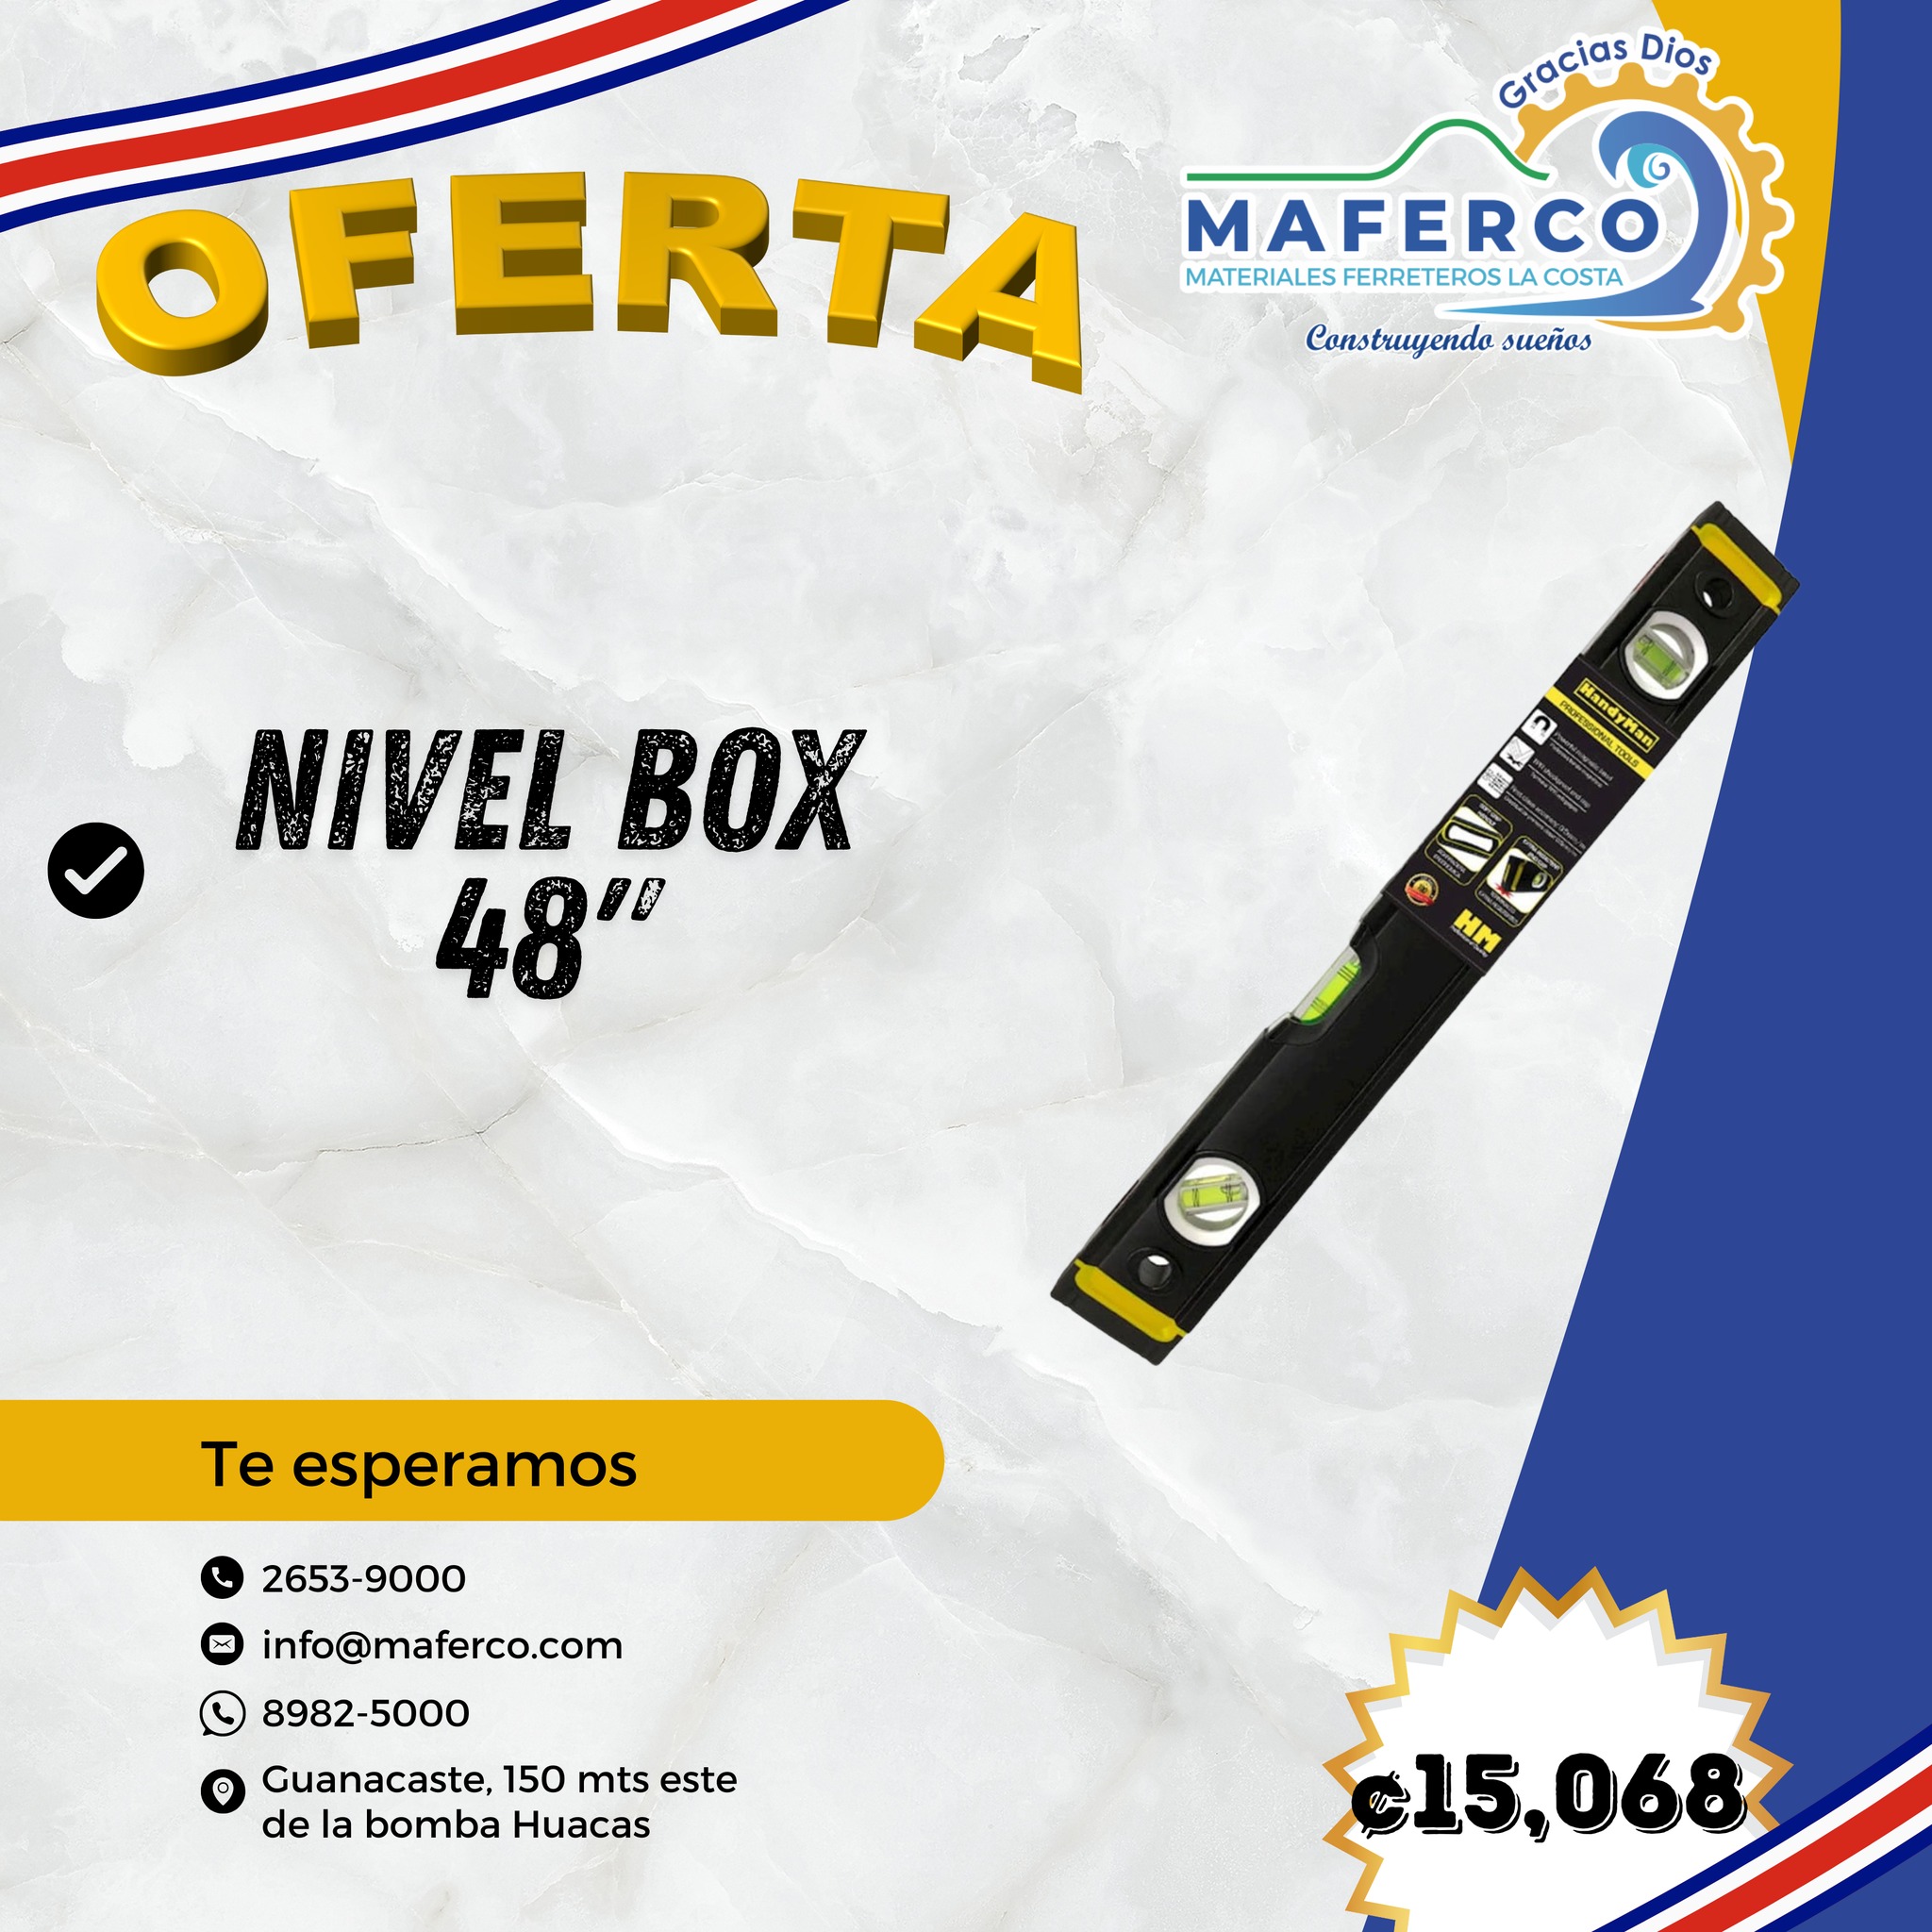 OFERTA
Gracias Dios
MAFERCO
MATERIALES FERRETEROS LA COSTA
Construyendo sueños
NIVEL BOX
48"
HandyMan
PROFESSIONAL TOOLS
HM
Te esperamos
2653-9000
info@maferco.com
8982-5000
Guanacaste, 150 mts este
de la bomba Huacas
₡15,068